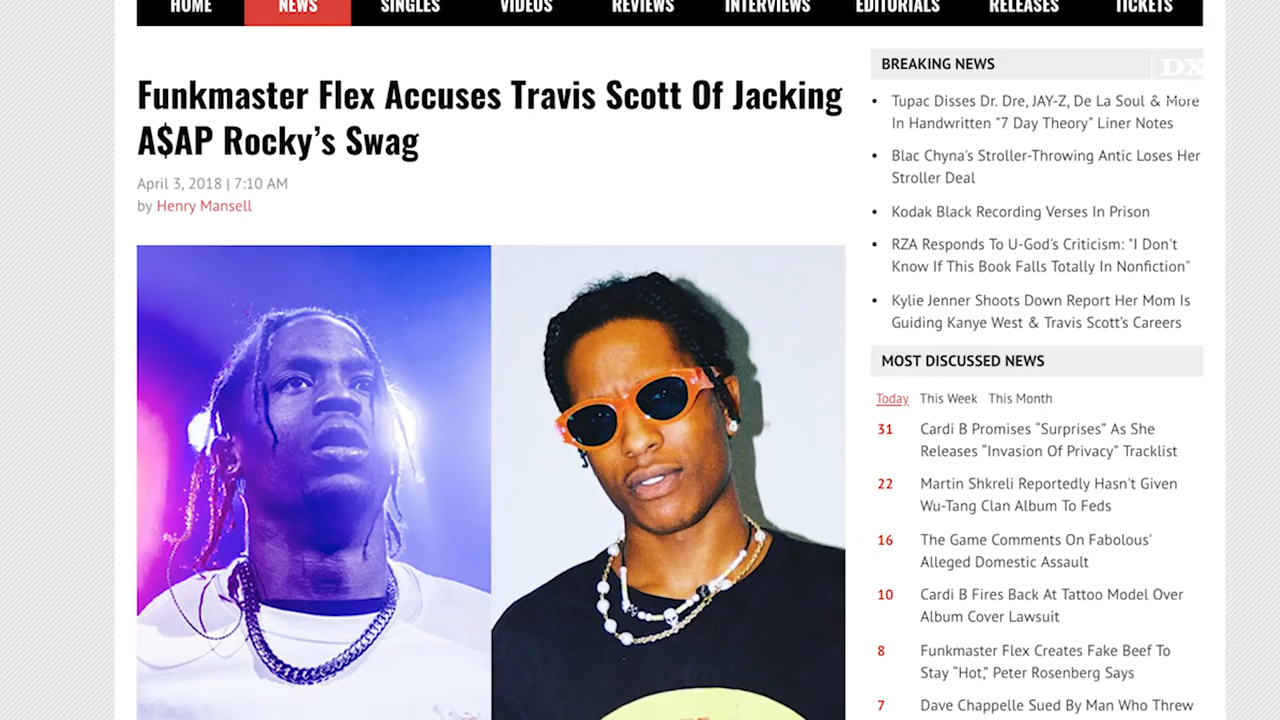 HOME NEWS SINGLES VIDEOS REVIEWS INTERVIEWS EDITORIALS RELEASES TICKETS
Funkmaster Flex Accuses Travis Scott Of Jacking
A$AP Rocky’s Swag
April 3, 2018 | 7:10 AM
by Henry Mansell
BREAKING NEWS
DX
• Tupac Disses Dr. Dre, JAY-Z, De La Soul & More
In Handwritten "7 Day Theory" Liner Notes
• Blac Chyna's Stroller-Throwing Antic Loses Her
Stroller Deal
• Kodak Black Recording Verses In Prison
• RZA Responds To U-God's Criticism: "I Don't
Know If This Book Falls Totally In Nonfiction"
• Kylie Jenner Shoots Down Report Her Mom Is
Guiding Kanye West & Travis Scott's Careers
MOST DISCUSSED NEWS
Today This Week This Month
31 Cardi B Promises “Surprises” As She
Releases “Invasion Of Privacy” Tracklist
22 Martin Shkreli Reportedly Hasn't Given
Wu-Tang Clan Album To Feds
16 The Game Comments On Fabolous'
Alleged Domestic Assault
10 Cardi B Fires Back At Tattoo Model Over
Album Cover Lawsuit
8 Funkmaster Flex Creates Fake Beef To
Stay “Hot,” Peter Rosenberg Says
7 Dave Chappelle Sued By Man Who Threw